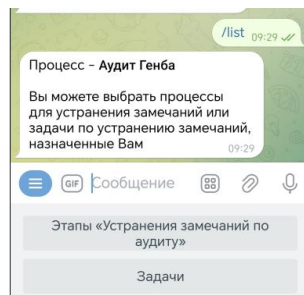 /list 09:29
Процесс - Аудит Генба
Вы можете выбрать процессы
для устранения замечаний или
задачи по устранению замечаний,
назначенные Вам
09:29
GIF Сообщение
Этапы «Устранения замечаний по
аудиту»
Задачи